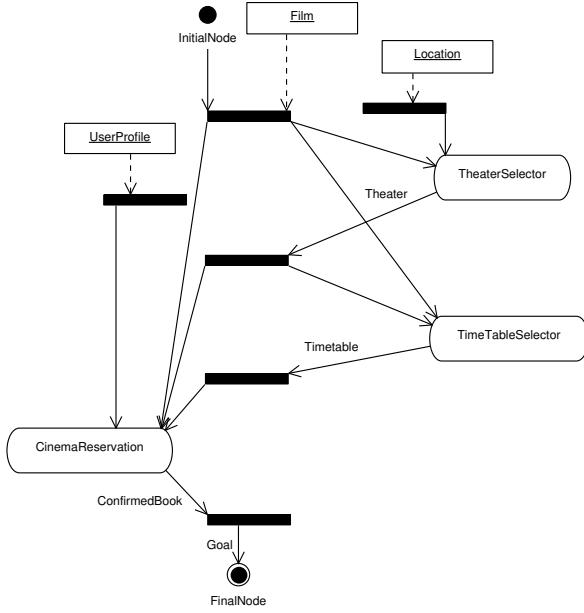 Film
InitialNode
Location
UserProfile
TheaterSelector
Theater
TimeTableSelector
Timetable
CinemaReservation
ConfirmedBook
Goal
FinalNode